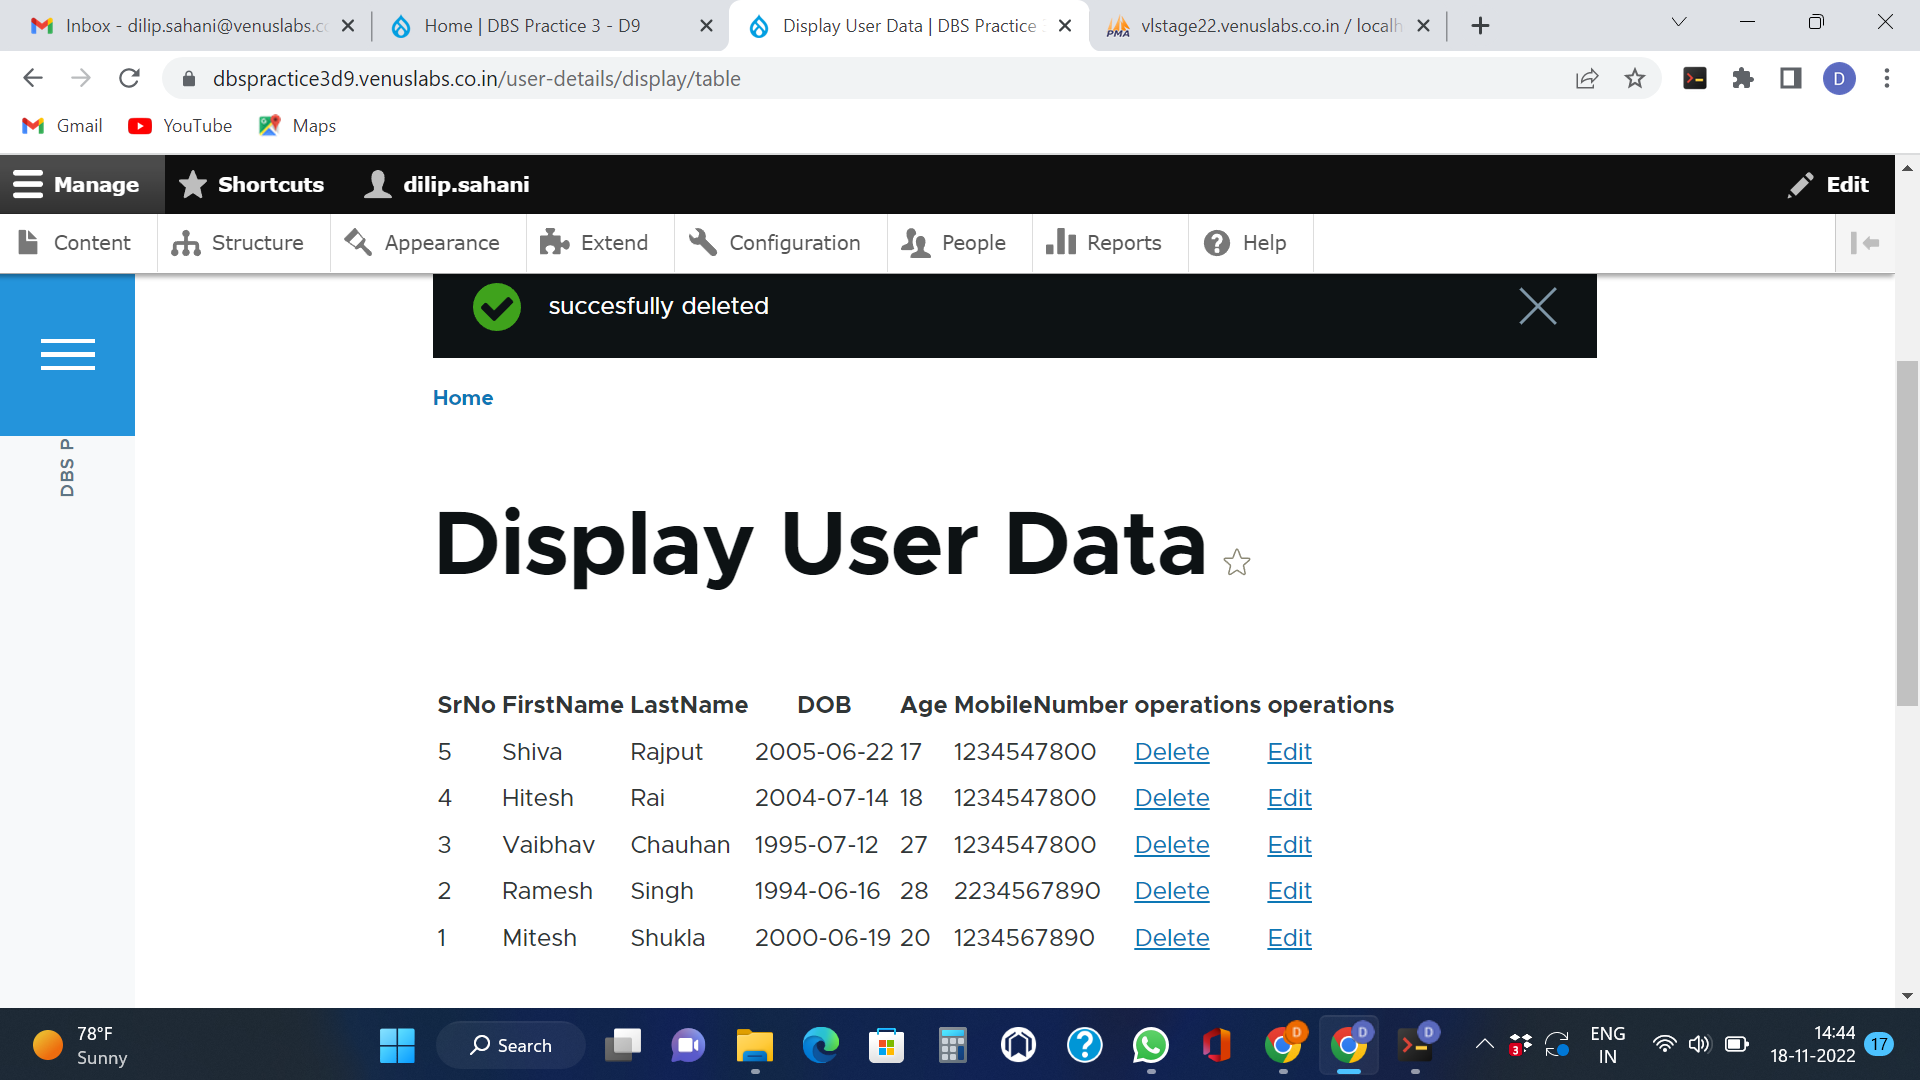 Inbox - dilip.sahani@venuslabs.c
Home | DBS Practice 3 - D9
Display User Data | DBS Practice
vlstage22.venuslabs.co.in / localh
dbspractice3d9.venuslabs.co.in/user-details/display/table
D
Gmail
YouTube
Maps
Manage
Shortcuts
dilip.sahani
Edit
Content
Structure
Appearance
Extend
Configuration
People
Reports
Help
succesfully deleted
Home
DBS P
Display User Data
SrNo FirstName LastName DOB Age MobileNumber operations operations
5 Shiva Rajput 2005-06-22 17 1234547800 Delete Edit
4 Hitesh Rai 2004-07-14 18 1234547800 Delete Edit
3 Vaibhav Chauhan 1995-07-12 27 1234547800 Delete Edit
2 Ramesh Singh 1994-06-16 28 2234567890 Delete Edit
1 Mitesh Shukla 2000-06-19 20 1234567890 Delete Edit
78°F
Sunny
Search
D
D
D
3
ENG
IN
14:44
18-11-2022
17